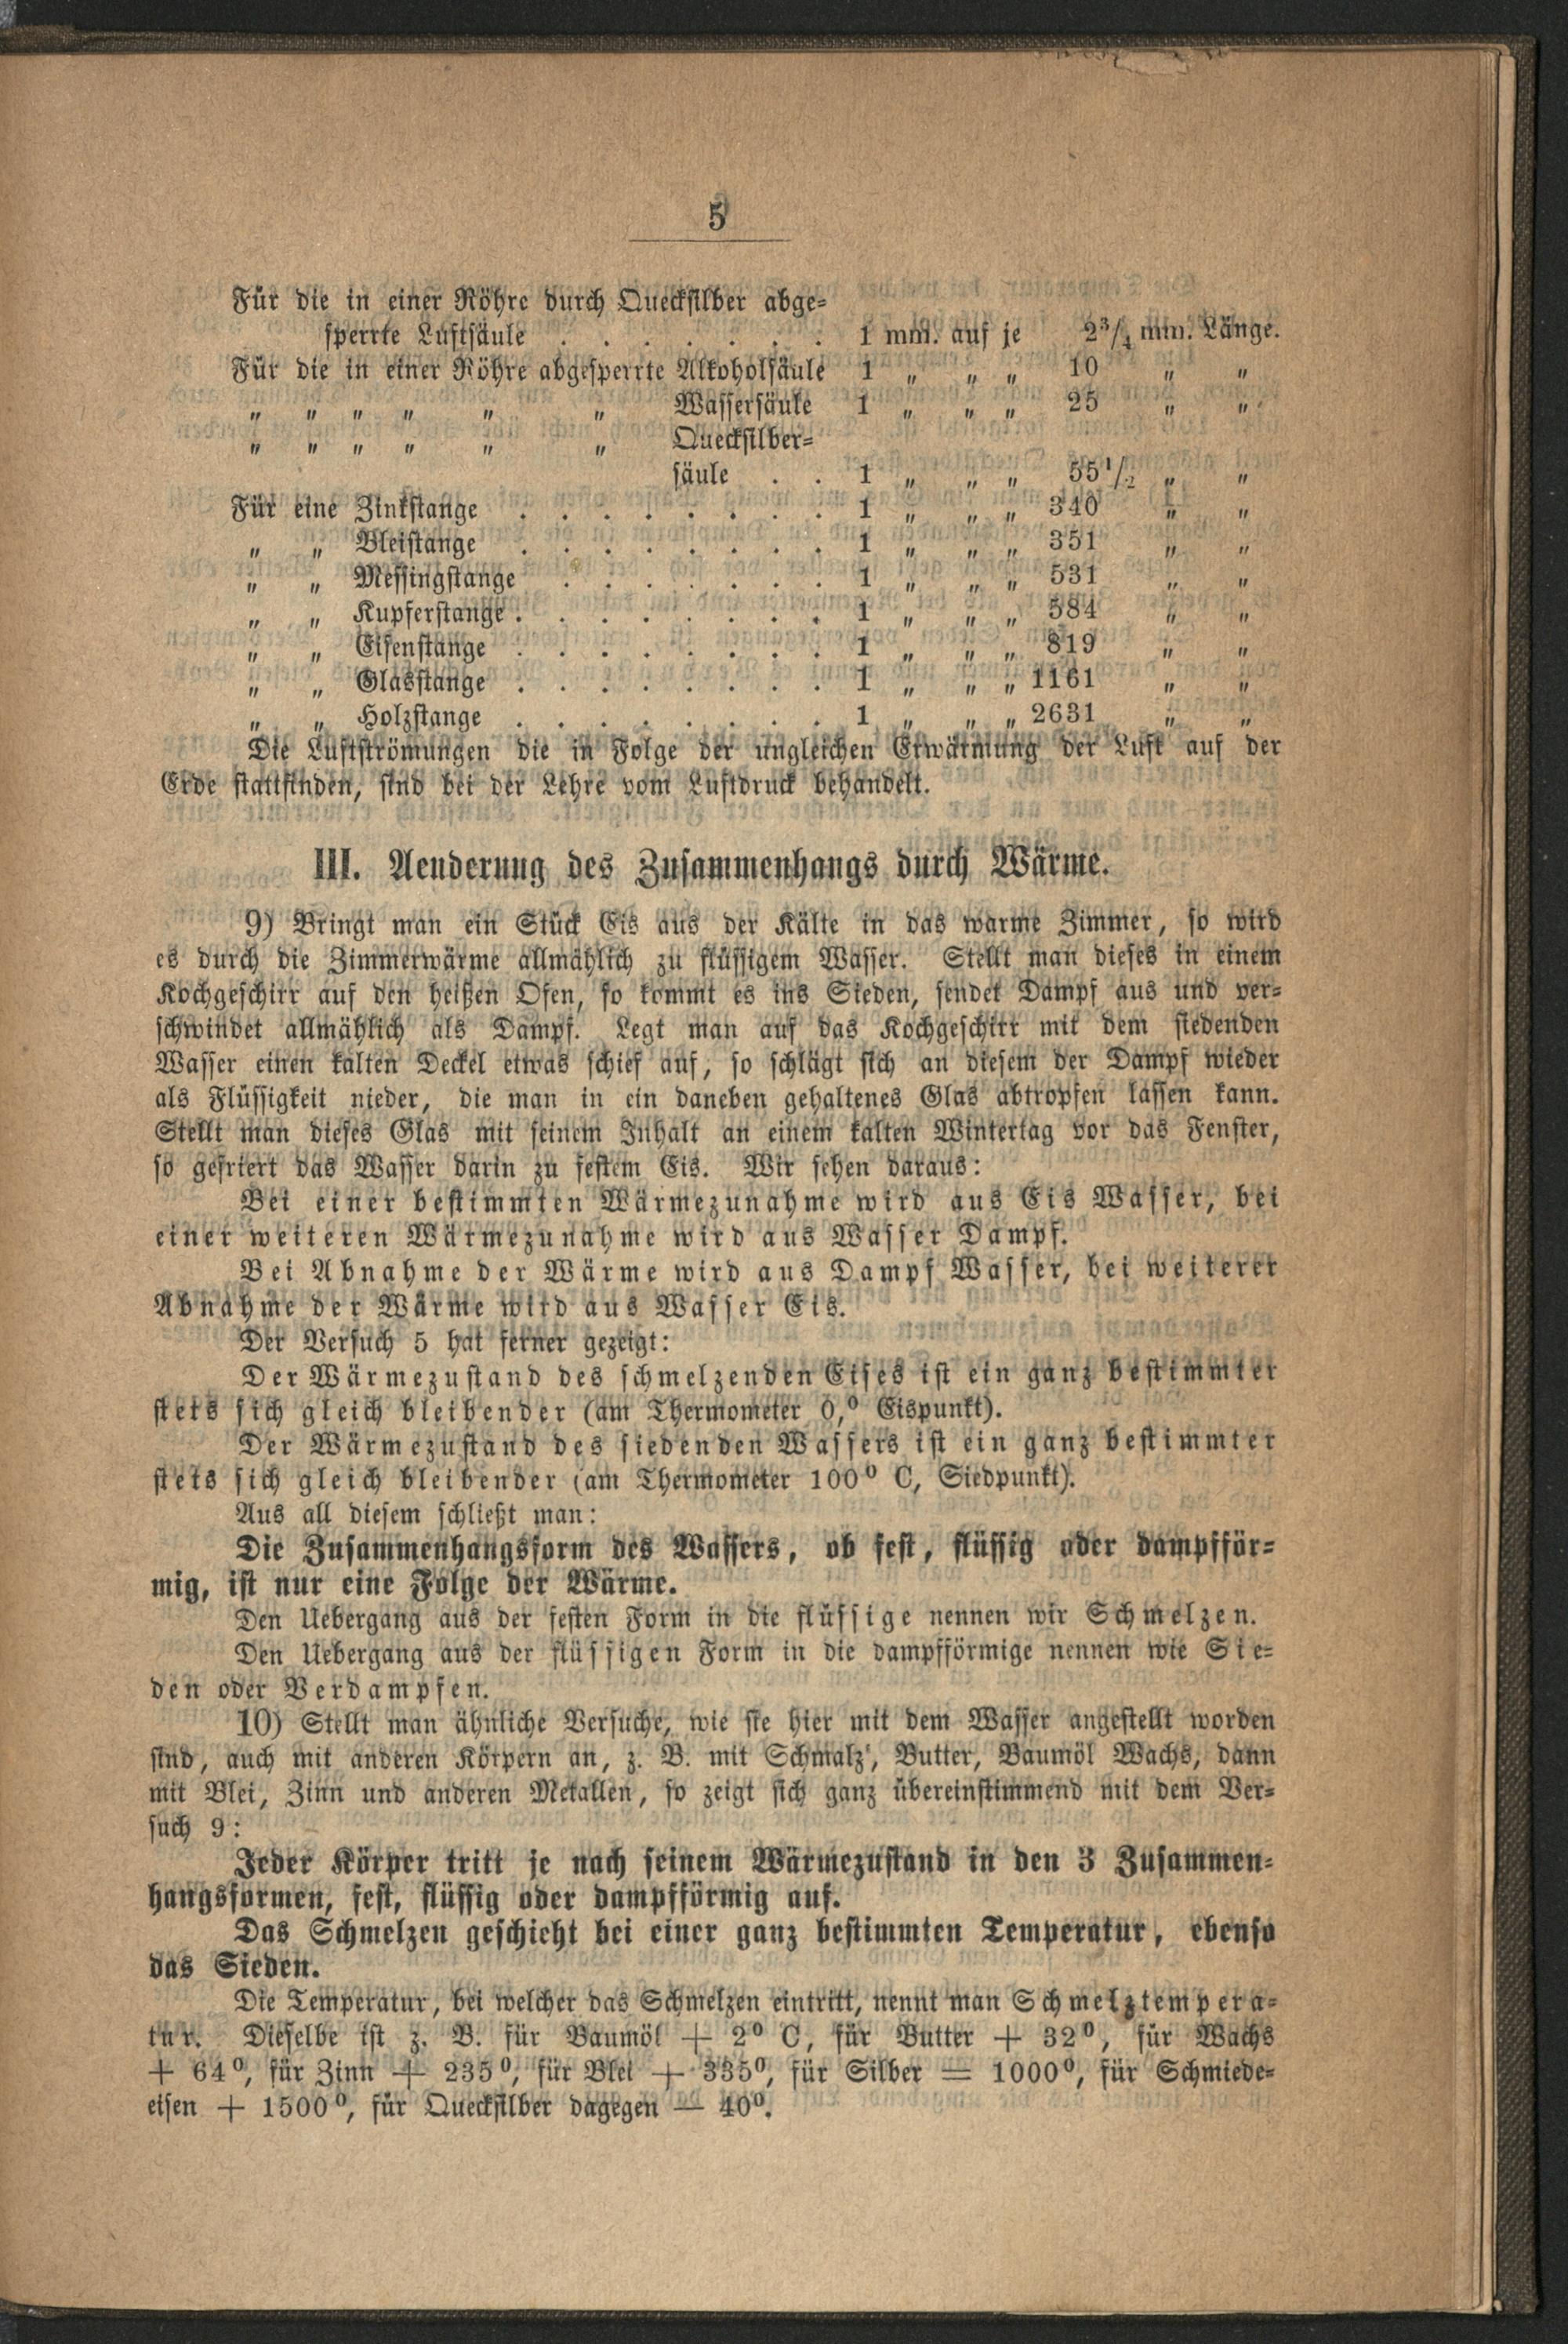 5
Für die in einer Röhre durch Quecksilber abge=
sperrte Luftsäule . . . . . . . 1 mm. auf je 2³/₄ mm. Länge.
Für die in einer Röhre abgesperrte Alkoholsäule 1 „ „ „ 10 „ „
„ „ „ „ „ „ Wassersäule 1 „ „ „ 25 „ „
„ „ „ „ „ „ Quecksilber=
säule . . 1 „ „ „ 55¹/₂ „ „
Für eine Zinkstange . . . . . . . . 1 „ „ „ 340 „ „
„ „ Bleistange . . . . . . . . 1 „ „ „ 351 „ „
„ „ Messingstange . . . . . . . 1 „ „ „ 531 „ „
„ „ Kupferstange . . . . . . . . 1 „ „ „ 584 „ „
„ „ Eisenstange . . . . . . . . 1 „ „ „ 819 „ „
„ „ Glasstange . . . . . . . . 1 „ „ „ 1161 „ „
„ „ Holzstange . . . . . . . . 1 „ „ „ 2631 „ „
Die Luftströmungen die in Folge der ungleichen Erwärmung der Luft auf der
Erde stattfinden, sind bei der Lehre vom Luftdruck behandelt.
III. Aenderung des Zusammenhangs durch Wärme.
9) Bringt man ein Stück Eis aus der Kälte in das warme Zimmer, so wird
es durch die Zimmerwärme allmählich zu flüssigem Wasser. Stellt man dieses in einem
Kochgeschirr auf den heißen Ofen, so kommt es ins Sieden, sendet Dampf aus und ver=
schwindet allmählich als Dampf. Legt man auf das Kochgeschirr mit dem siedenden
Wasser einen kalten Deckel etwas schief auf, so schlägt sich an diesem der Dampf wieder
als Flüssigkeit nieder, die man in ein daneben gehaltenes Glas abtropfen lassen kann.
Stellt man dieses Glas mit seinem Inhalt an einem kalten Wintertag vor das Fenster,
so gefriert das Wasser darin zu festem Eis. Wir sehen daraus:
Bei einer bestimmten Wärmezunahme wird aus Eis Wasser, bei
einer weiteren Wärmezunahme wird aus Wasser Dampf.
Bei Abnahme der Wärme wird aus Dampf Wasser, bei weiterer
Abnahme der Wärme wird aus Wasser Eis.
Der Versuch 5 hat ferner gezeigt:
Der Wärmezustand des schmelzenden Eises ist ein ganz bestimmter
stets sich gleich bleibender (am Thermometer 0,⁰ Eispunkt).
Der Wärmezustand des siedenden Wassers ist ein ganz bestimmter
stets sich gleich bleibender (am Thermometer 100⁰ C, Siedpunkt).
Aus all diesem schließt man:
Die Zusammenhangsform des Wassers, ob fest, flüssig oder dampfför=
mig, ist nur eine Folge der Wärme.
Den Uebergang aus der festen Form in die flüssige nennen wir Schmelzen.
Den Uebergang aus der flüssigen Form in die dampfförmige nennen wie Sie=
den oder Verdampfen.
10) Stellt man ähnliche Versuche, wie sie hier mit dem Wasser angestellt worden
sind, auch mit anderen Körpern an, z. B. mit Schmalz, Butter, Baumöl Wachs, dann
mit Blei, Zinn und anderen Metallen, so zeigt sich ganz übereinstimmend mit dem Ver=
such 9:
Jeder Körper tritt je nach seinem Wärmezustand in den 3 Zusammen=
hangsformen, fest, flüssig oder dampfförmig auf.
Das Schmelzen geschieht bei einer ganz bestimmten Temperatur, ebenso
das Sieden.
Die Temperatur, bei welcher das Schmelzen eintritt, nennt man Schmelztempera=
tur. Dieselbe ist z. B. für Baumöl + 2⁰ C, für Butter + 32⁰, für Wachs
+ 64⁰, für Zinn + 235⁰, für Blei + 335⁰, für Silber = 1000⁰, für Schmiede=
eisen + 1500⁰, für Quecksilber dagegen — 40⁰.